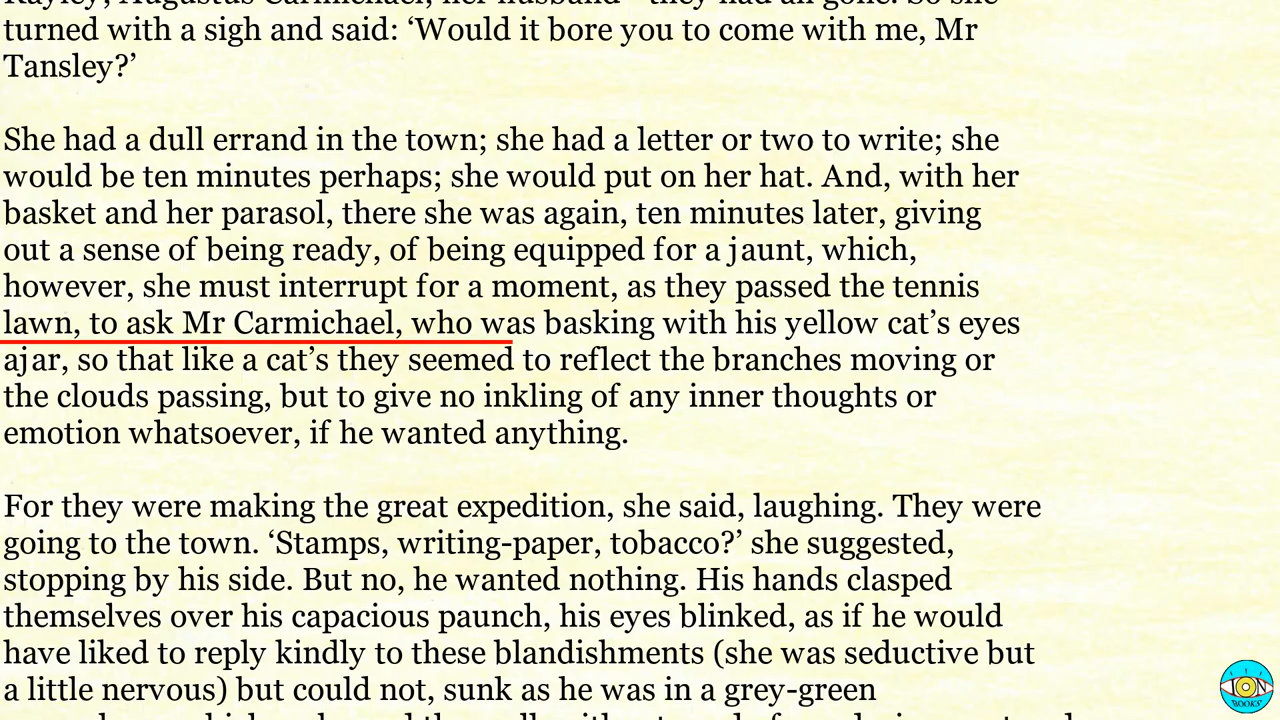 turned with a sigh and said: ‘Would it bore you to come with me, Mr
Tansley?’
She had a dull errand in the town; she had a letter or two to write; she
would be ten minutes perhaps; she would put on her hat. And, with her
basket and her parasol, there she was again, ten minutes later, giving
out a sense of being ready, of being equipped for a jaunt, which,
however, she must interrupt for a moment, as they passed the tennis
lawn, to ask Mr Carmichael, who was basking with his yellow cat’s eyes
ajar, so that like a cat’s they seemed to reflect the branches moving or
the clouds passing, but to give no inkling of any inner thoughts or
emotion whatsoever, if he wanted anything.
For they were making the great expedition, she said, laughing. They were
going to the town. ‘Stamps, writing-paper, tobacco?’ she suggested,
stopping by his side. But no, he wanted nothing. His hands clasped
themselves over his capacious paunch, his eyes blinked, as if he would
have liked to reply kindly to these blandishments (she was seductive but
a little nervous) but could not, sunk as he was in a grey-green
ION
BOOKS